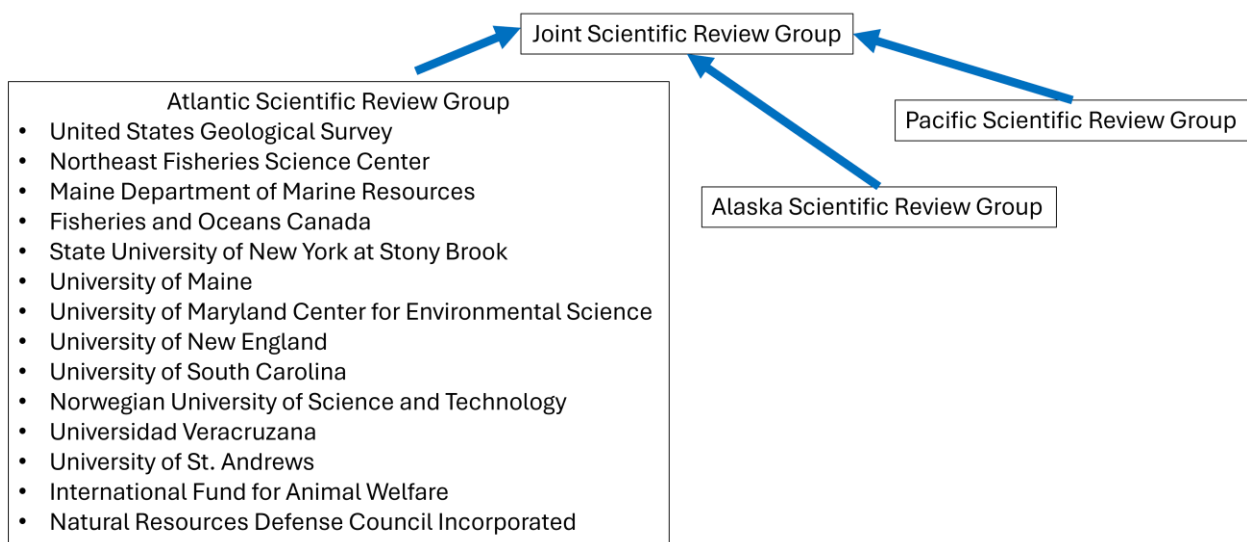 Joint Scientific Review Group
Atlantic Scientific Review Group
• United States Geological Survey
• Northeast Fisheries Science Center
• Maine Department of Marine Resources
• Fisheries and Oceans Canada
• State University of New York at Stony Brook
• University of Maine
• University of Maryland Center for Environmental Science
• University of New England
• University of South Carolina
• Norwegian University of Science and Technology
• Universidad Veracruzana
• University of St. Andrews
• International Fund for Animal Welfare
• Natural Resources Defense Council Incorporated
Pacific Scientific Review Group
Alaska Scientific Review Group